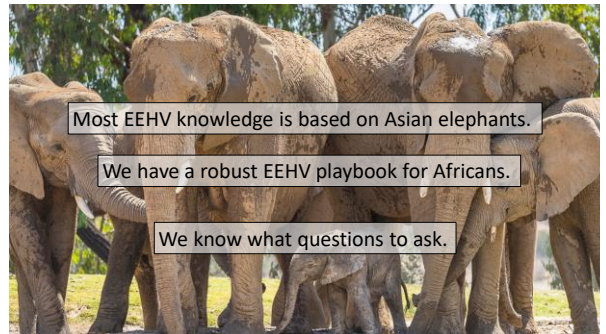 Most EEHV knowledge is based on Asian elephants.
We have a robust EEHV playbook for Africans.
We know what questions to ask.